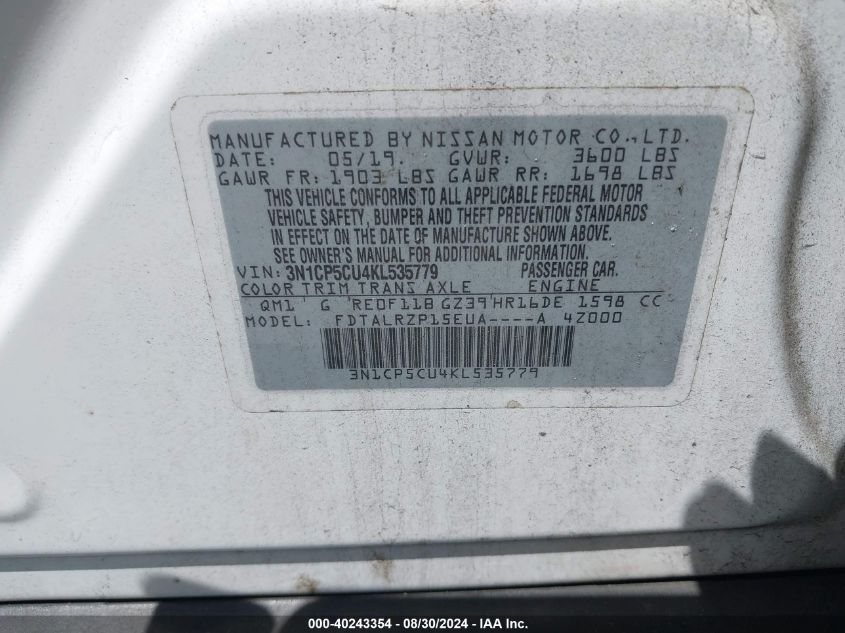 MANUFACTURED BY NISSAN MOTOR CO., LTD.
DATE: 05/19. GVWR: 3600 LBS
GAWR FR: 1903 LBS GAWR RR: 1698 LBS
THIS VEHICLE CONFORMS TO ALL APPLICABLE FEDERAL MOTOR
VEHICLE SAFETY, BUMPER AND THEFT PREVENTION STANDARDS
IN EFFECT ON THE DATE OF MANUFACTURE SHOWN ABOVE.
SEE OWNER'S MANUAL FOR ADDITIONAL INFORMATION.
VIN: 3N1CP5CU4KL535779 PASSENGER CAR.
COLOR TRIM TRANS AXLE ENGINE
QM1 G RE0F11B GZ39 HR16DE 1598 CC
MODEL: FDTALRZP15EUA----A 4Z000
3N1CP5CU4KL535779
000-40243354 - 08/30/2024 - IAA Inc.